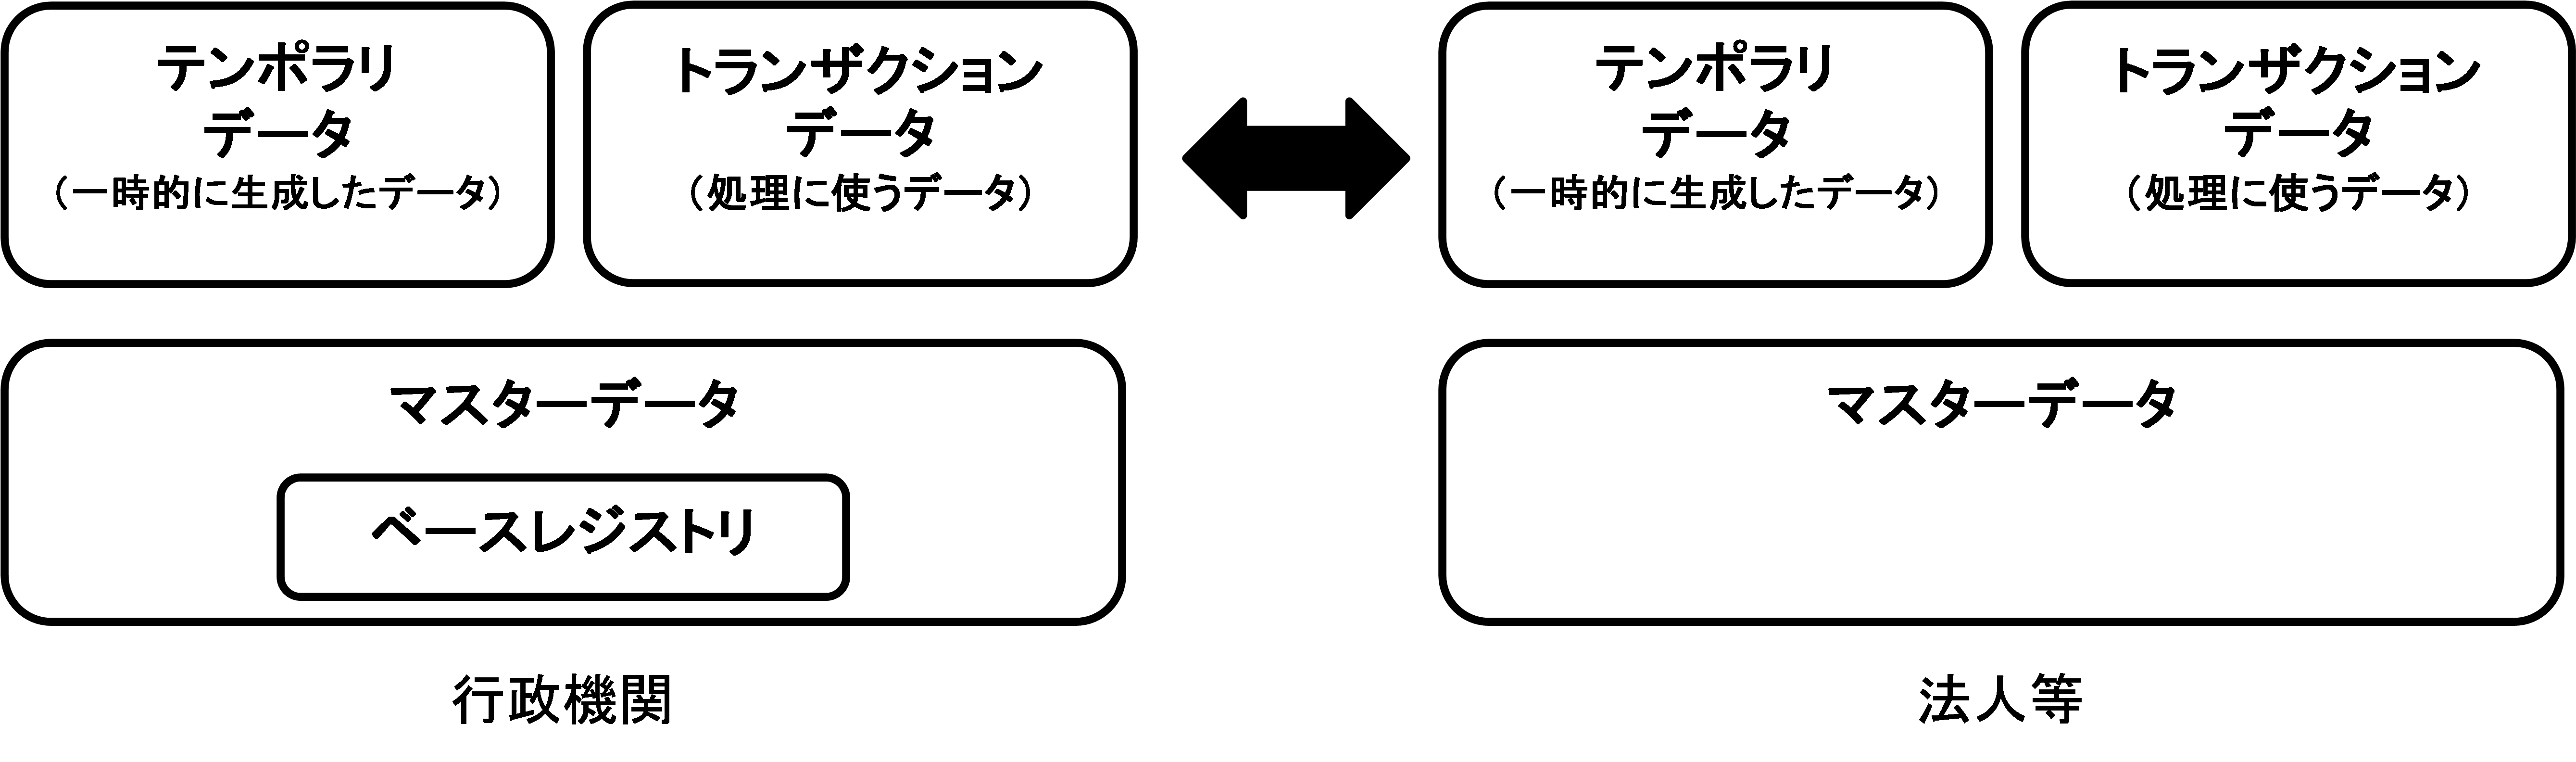 テンポラリ
データ
（一時的に生成したデータ）
トランザクション
データ
（処理に使うデータ）
テンポラリ
データ
（一時的に生成したデータ）
トランザクション
データ
（処理に使うデータ）
マスターデータ
ベースレジストリ
マスターデータ
行政機関
法人等